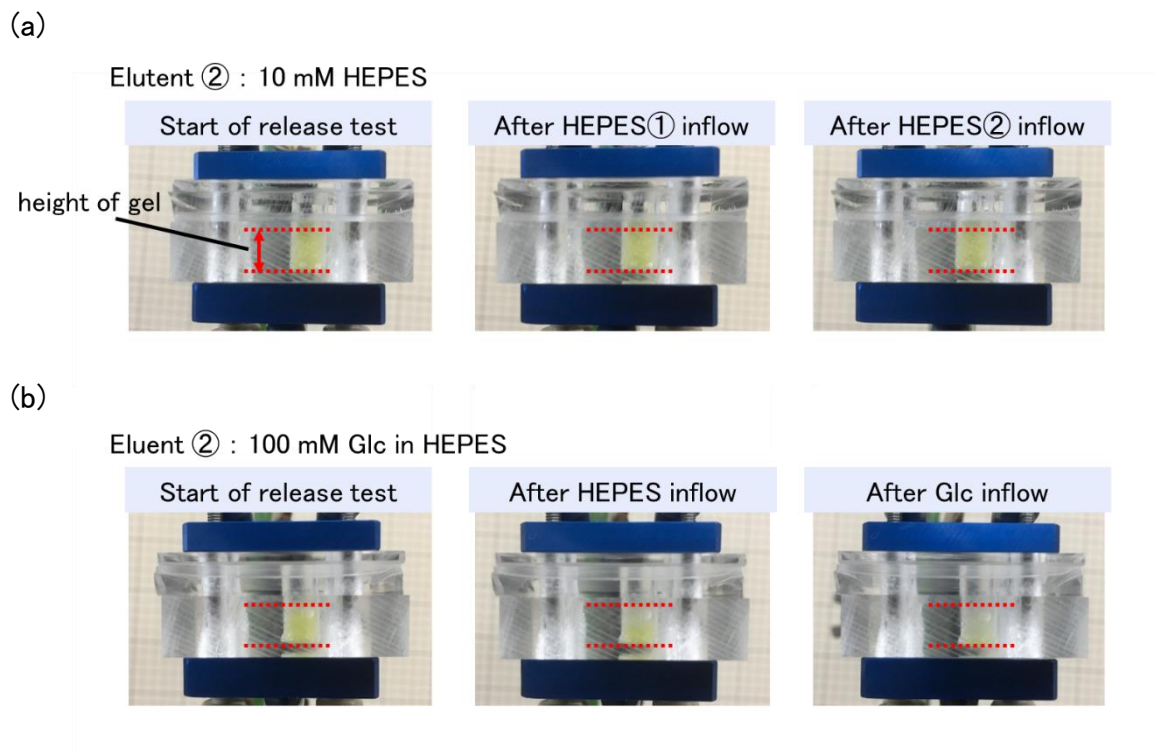 (a)
Elutent ② : 10 mM HEPES
Start of release test
After HEPES① inflow
After HEPES② inflow
height of gel
(b)
Eluent ② : 100 mM Glc in HEPES
Start of release test
After HEPES inflow
After Glc inflow